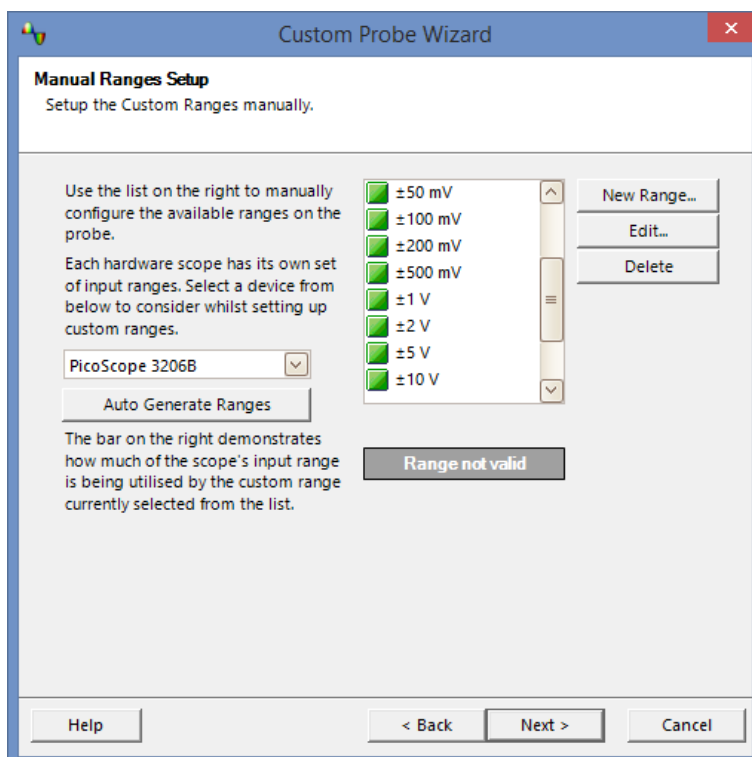 Custom Probe Wizard
Manual Ranges Setup
Setup the Custom Ranges manually.
Use the list on the right to manually
configure the available ranges on the
probe.
Each hardware scope has its own set
of input ranges. Select a device from
below to consider whilst setting up
custom ranges.
PicoScope 3206B
Auto Generate Ranges
The bar on the right demonstrates
how much of the scope's input range
is being utilised by the custom range
currently selected from the list.
±50 mV
±100 mV
±200 mV
±500 mV
±1 V
±2 V
±5 V
±10 V
Range not valid
New Range...
Edit...
Delete
Help
< Back
Next >
Cancel